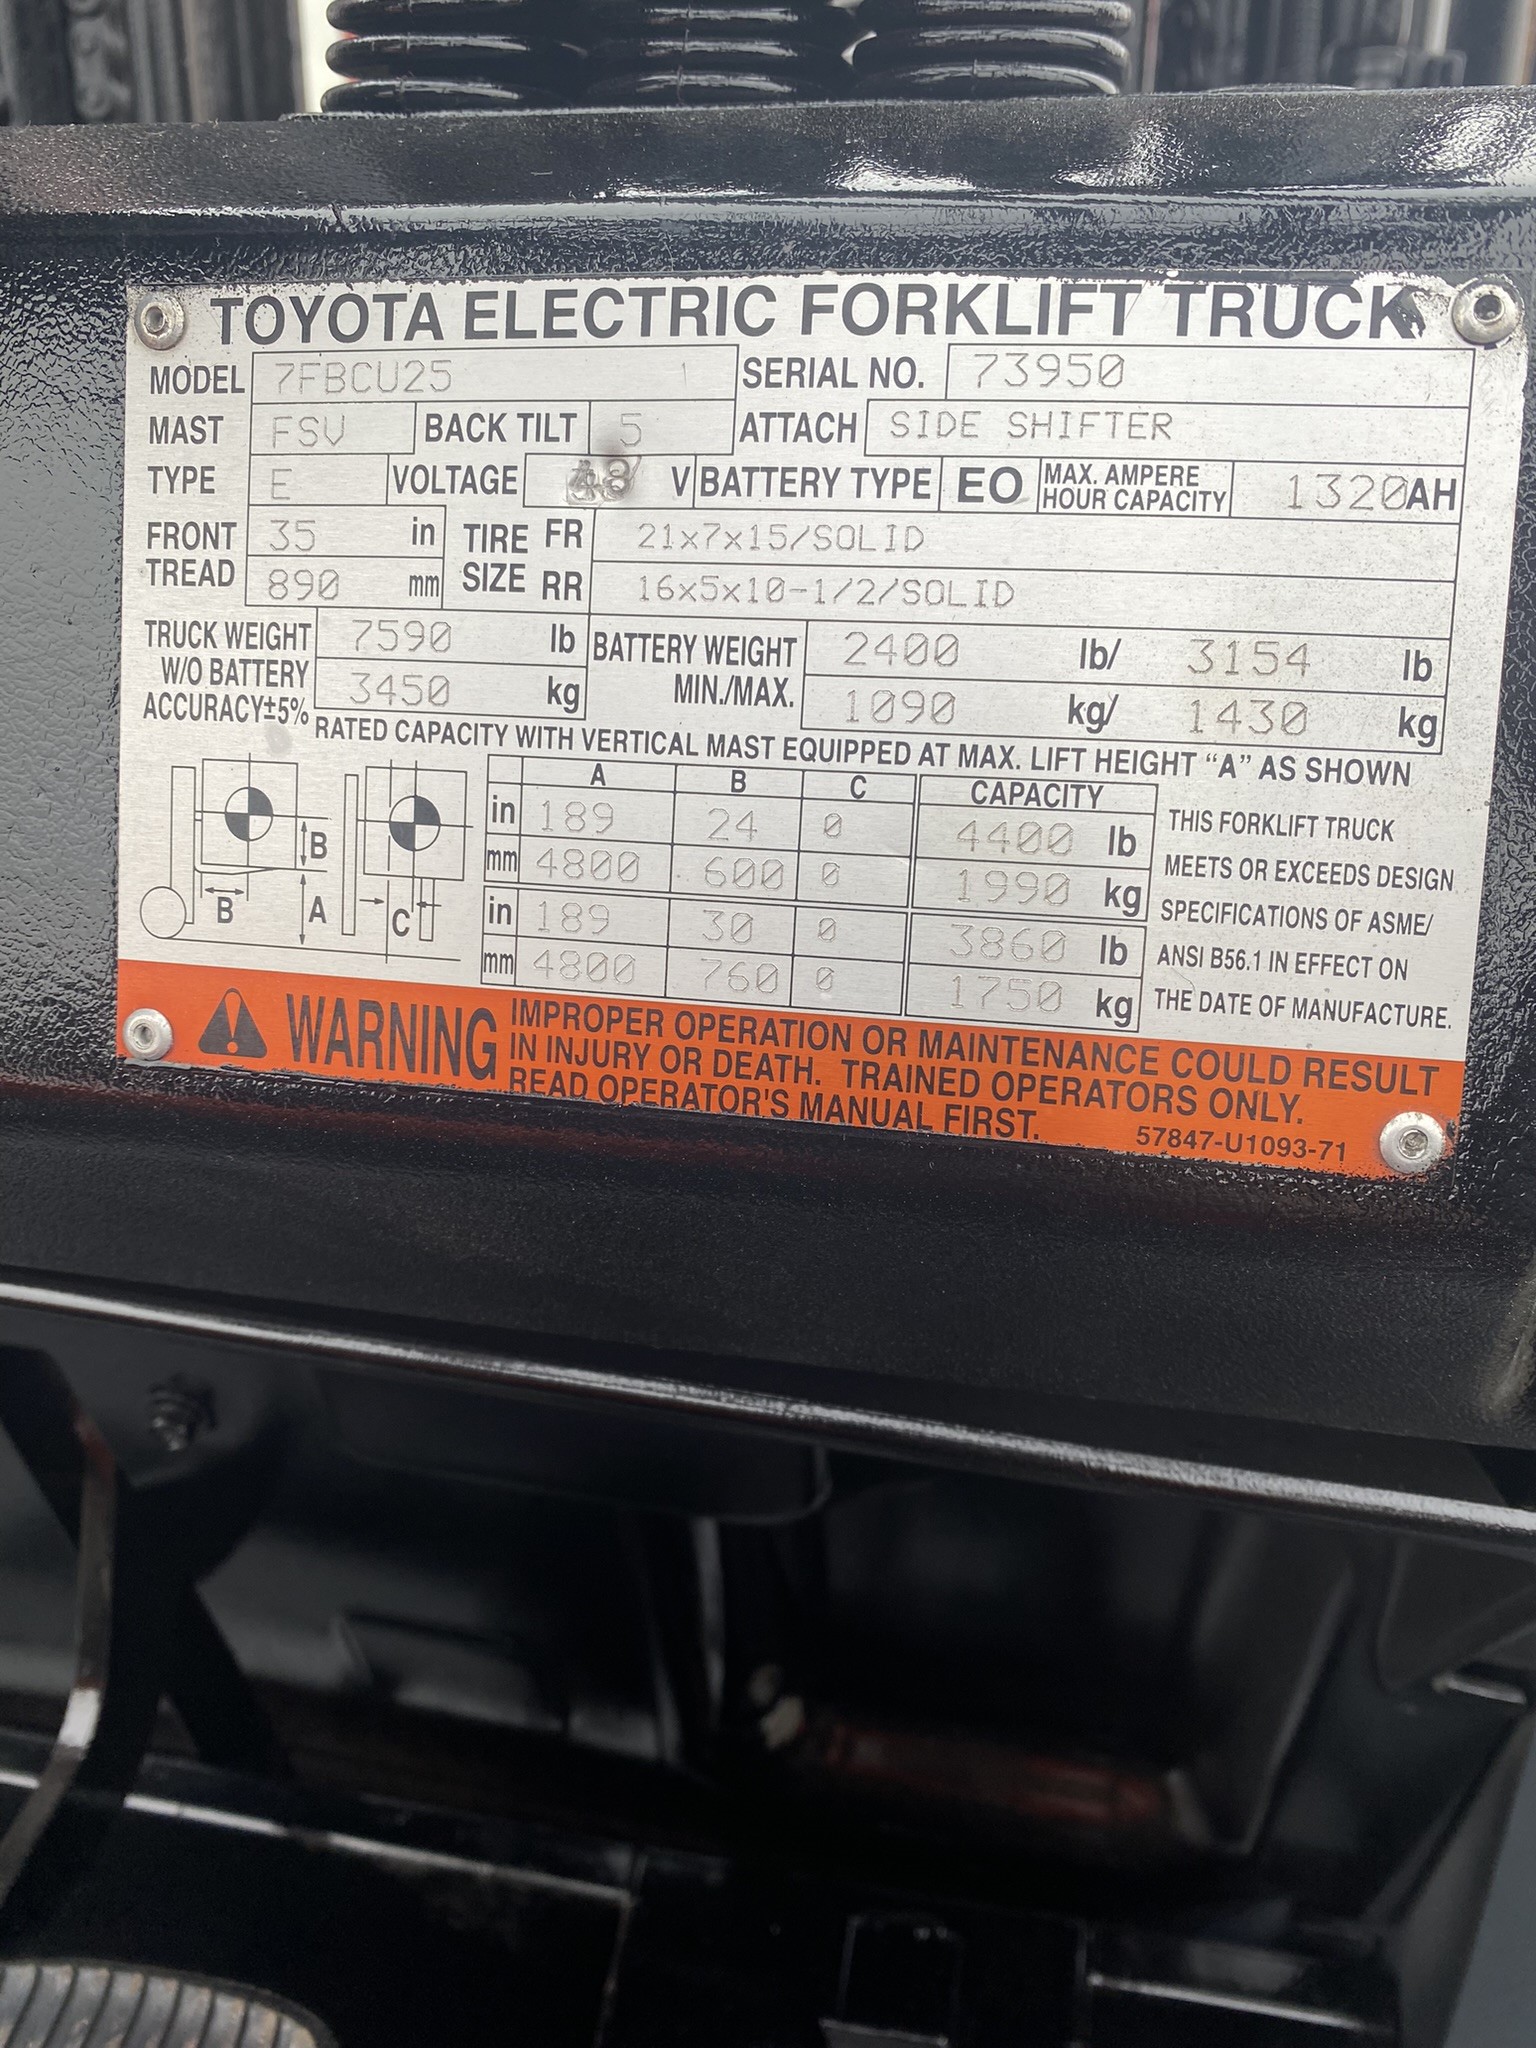 TOYOTA ELECTRIC FORKLIFT TRUCK
MODEL 7FBCU25 SERIAL NO. 73950
MAST FSV BACK TILT 5 ATTACH SIDE SHIFTER
TYPE E VOLTAGE 48 V BATTERY TYPE EO MAX. AMPERE HOUR CAPACITY 1320AH
FRONT TREAD 35 in TIRE SIZE FR 21x7x15/SOLID
890 mm RR 16x5x10-1/2/SOLID
TRUCK WEIGHT W/O BATTERY ACCURACY±5% 7590 lb BATTERY WEIGHT MIN./MAX. 2400 lb/ 3154 lb
3450 kg 1090 kg/ 1430 kg
RATED CAPACITY WITH VERTICAL MAST EQUIPPED AT MAX. LIFT HEIGHT "A" AS SHOWN
A B C CAPACITY
in 189 24 0 4400 lb
mm 4800 600 0 1990 kg
in 189 30 0 3860 lb
mm 4800 760 0 1750 kg
B
B A C
THIS FORKLIFT TRUCK
MEETS OR EXCEEDS DESIGN
SPECIFICATIONS OF ASME/
ANSI B56.1 IN EFFECT ON
THE DATE OF MANUFACTURE.
WARNING
IMPROPER OPERATION OR MAINTENANCE COULD RESULT
IN INJURY OR DEATH. TRAINED OPERATORS ONLY.
READ OPERATOR'S MANUAL FIRST.
57847-U1093-71